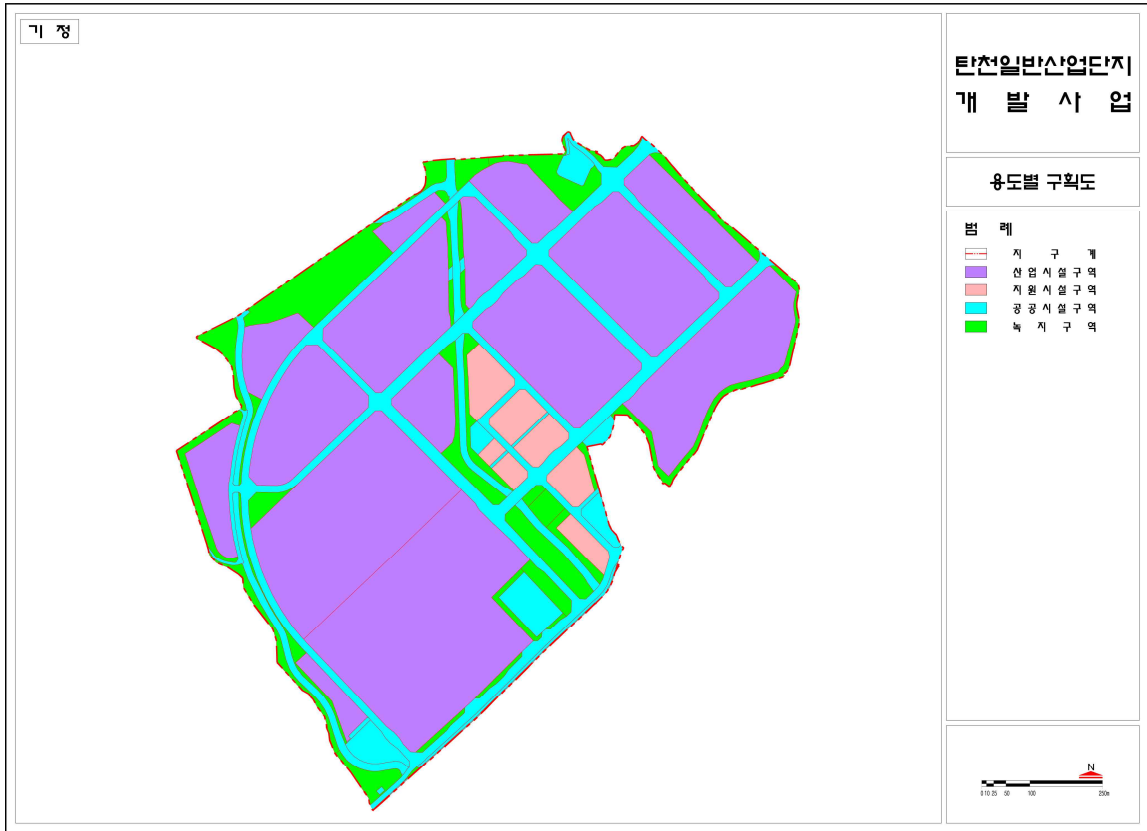 기 정
탄천일반산업단지
개 발 사 업
용도별 구획도
범 례
지 구 계
산 업 시 설 구 역
지 원 시 설 구 역
공 공 시 설 구 역
녹 지 구 역
N
0 10 25 50 100 250m